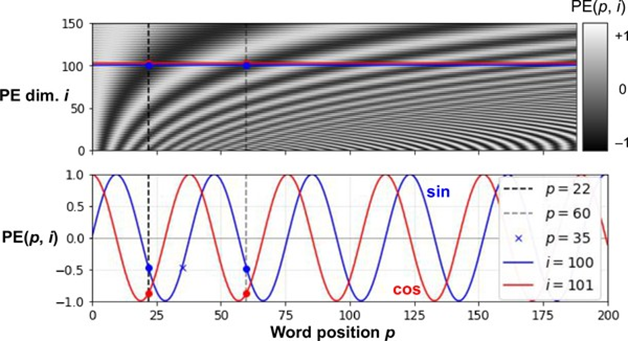 PE(p, i)
150
100
50
0
PE dim. i
+1
0
−1
1.0
0.5
0.0
−0.5
−1.0
PE(p, i)
sin
cos
p = 22
p = 60
p = 35
i = 100
i = 101
0 25 50 75 100 125 150 175 200
Word position p